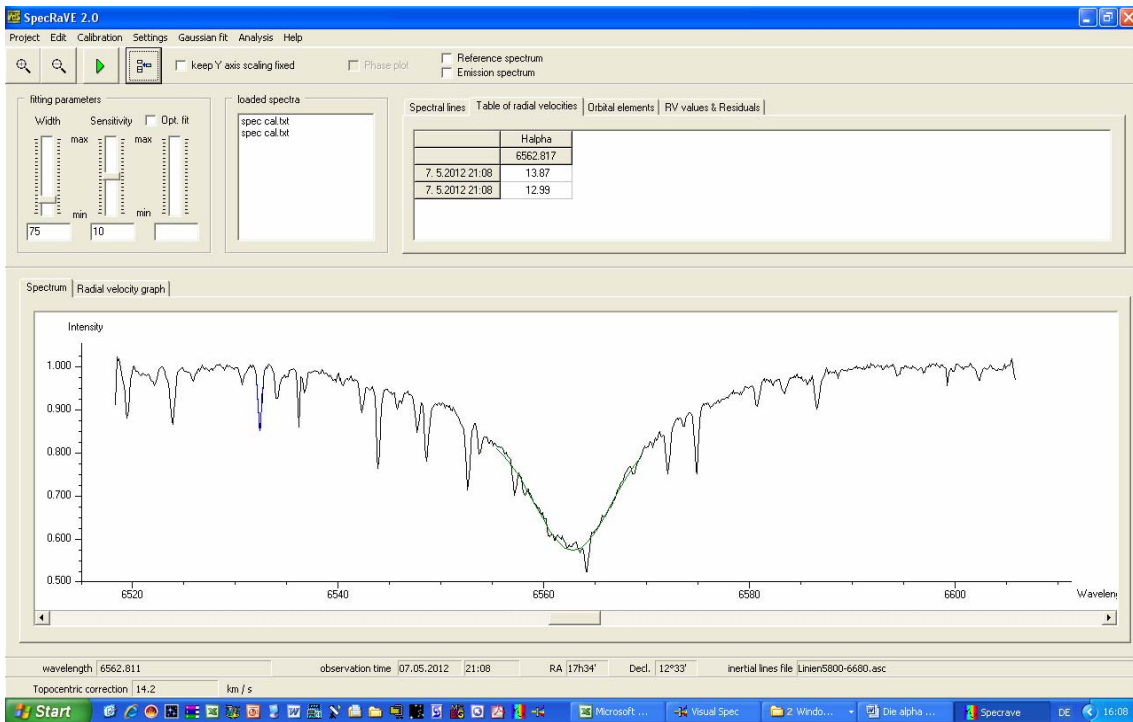 SpecRaVE 2.0
Project Edit Calibration Settings Gaussian fit Analysis Help
keep Y axis scaling fixed
Phase plot
Reference spectrum
Emission spectrum
fitting parameters
Width Sensitivity Opt. fit
max max
min min
75 10
loaded spectra
spec cal.txt
spec cal.txt
Spectral lines Table of radial velocities Orbital elements RV values & Residuals
Halpha
6562.817
7. 5.2012 21:08 13.87
7. 5.2012 21:08 12.99
Spectrum Radial velocity graph
Intensity
1.000
0.900
0.800
0.700
0.600
0.500
6520 6540 6560 6580 6600 Wavelen
wavelength 6562.811 observation time 07.05.2012 21:08 RA 17h34' Decl. 12°33' inertial lines file Linien5800-6680.asc
Topocentric correction 14.2 km / s
Start Microsoft ... Visual Spec 2 Windo... Die alpha ... Specrave DE 16:08